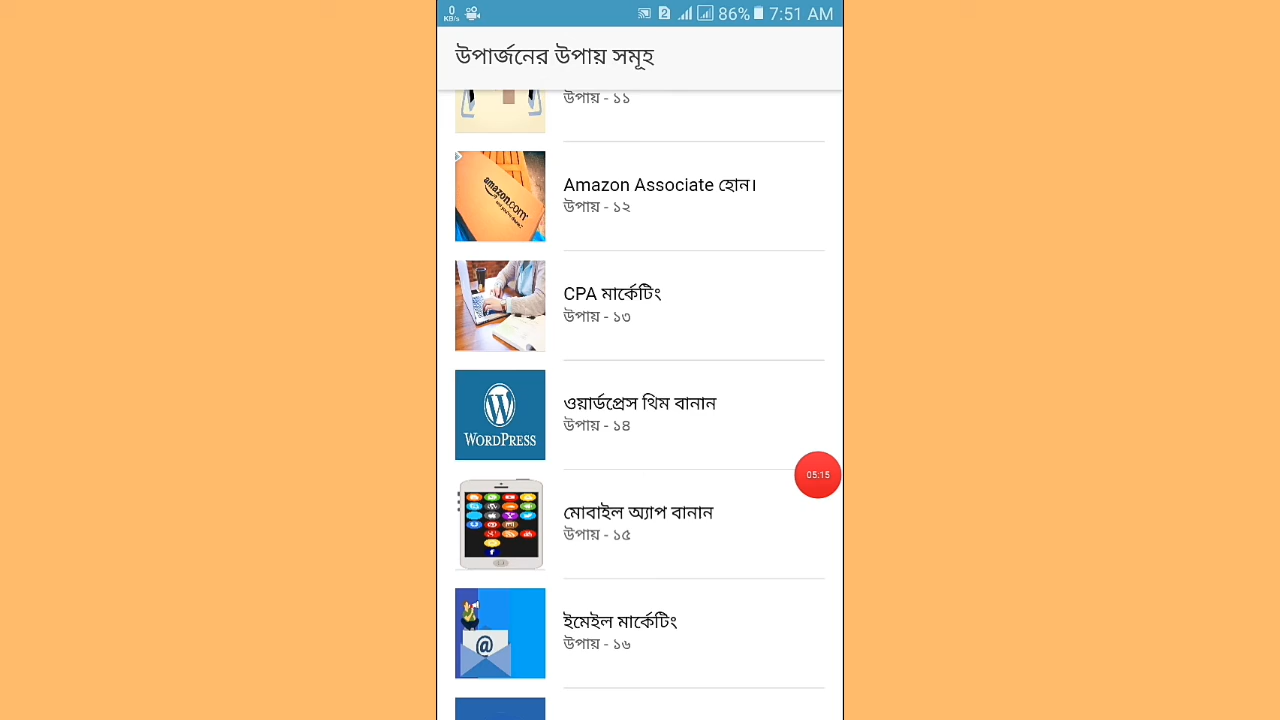 0
KB/s
2
86%
7:51 AM
উপার্জনের উপায় সমূহ
উপায় - ১১
amazon.com
Amazon Associate হোন।
উপায় - ১২
CPA মার্কেটিং
উপায় - ১৩
WORDPRESS
ওয়ার্ডপ্রেস থিম বানান
উপায় - ১৪
05:15
মোবাইল অ্যাপ বানান
উপায় - ১৫
@
ইমেইল মার্কেটিং
উপায় - ১৬